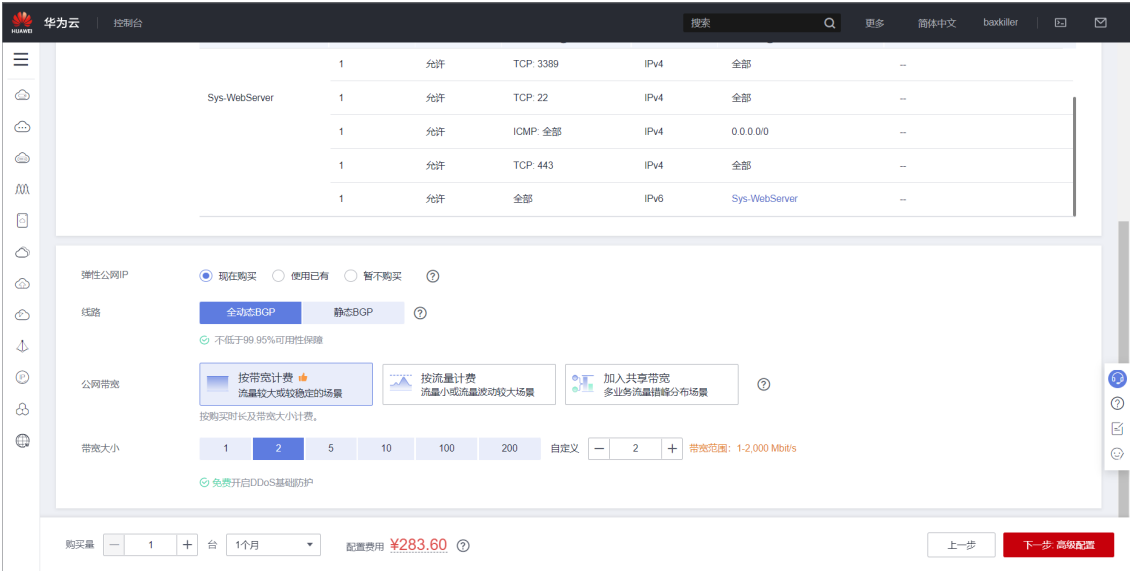 HUAWEI 华为云 控制台 搜索 更多 简体中文 baxkiller
1 允许 TCP: 3389 IPv4 全部 --
Sys-WebServer 1 允许 TCP: 22 IPv4 全部 --
1 允许 ICMP: 全部 IPv4 0.0.0.0/0 --
1 允许 TCP: 443 IPv4 全部 --
1 允许 全部 IPv6 Sys-WebServer --
弹性公网IP 现在购买 使用已有 暂不购买
线路 全动态BGP 静态BGP
不低于99.95%可用性保障
公网带宽
按带宽计费
流量较大或较稳定的场景
按流量计费
流量小或流量波动较大场景
加入共享带宽
多业务流量错峰分布场景
按购买时长及带宽大小计费。
带宽大小 1 2 5 10 100 200 自定义 — 2 + 带宽范围：1-2,000 Mbit/s
免费开启DDoS基础防护
购买量 — 1 + 台 1个月 配置费用 ¥283.60 上一步 下一步: 高级配置